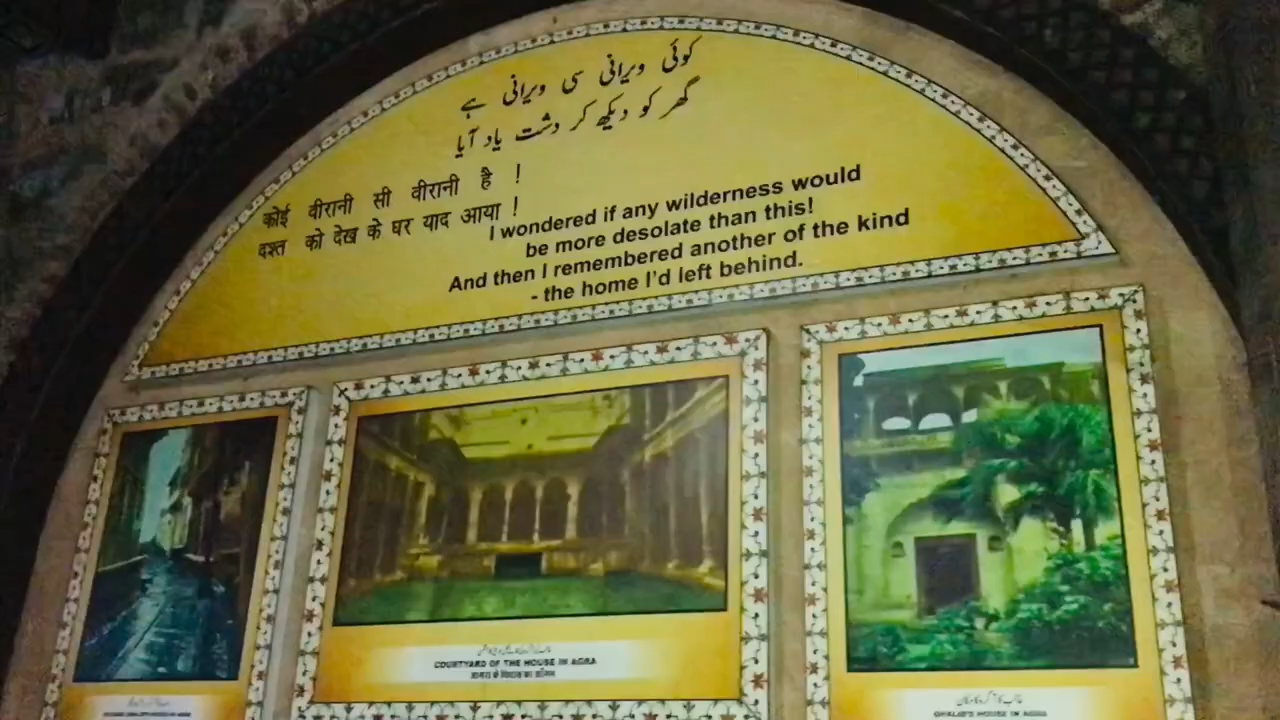 کوئی ویرانی سی ویرانی ہے
گھر کو دیکھ کر دشت یاد آیا
कोई वीरानी सी वीरानी है !
दश्त को देख के घर याद आया !
I wondered if any wilderness would
be more desolate than this!
And then I remembered another of the kind
- the home I'd left behind.
COURTYARD OF THE HOUSE IN AGRA
GHALIB'S HOUSE IN AGRA